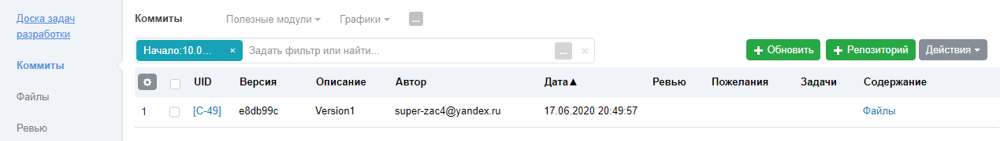 Доска задач
разработки
Коммиты
Файлы
Ревью
Коммиты Полезные модули Графики ...
Начало:10.0... × Задать фильтр или найти... ... × Обновить Репозиторий Действия
UID Версия Описание Автор Дата▲ Ревью Пожелания Задачи Содержание
1 [C-49] e8db99c Version1 super-zac4@yandex.ru 17.06.2020 20:49:57 Файлы